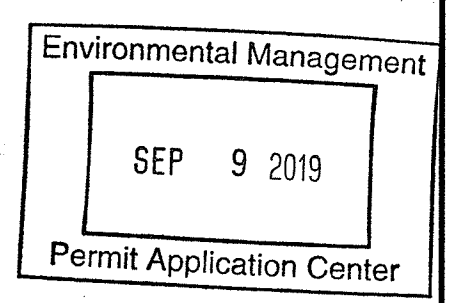 Environmental Management
SEP 9 2019
Permit Application Center